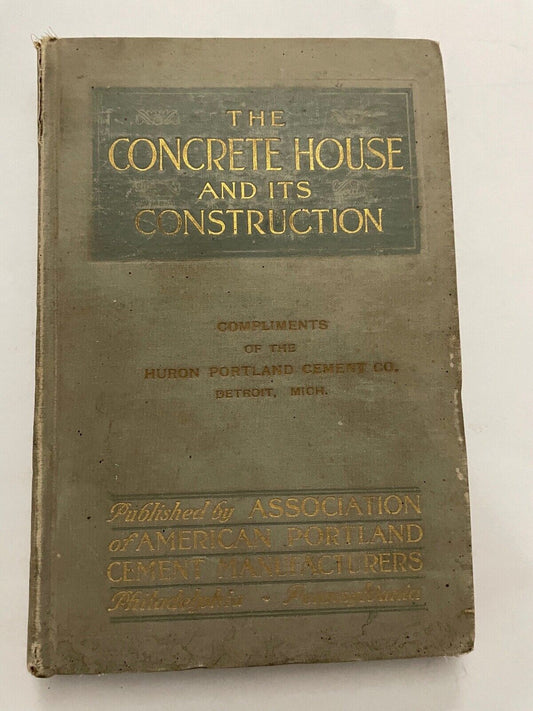 THE
CONCRETE HOUSE
AND ITS
CONSTRUCTION
COMPLIMENTS
OF THE
HURON PORTLAND CEMENT CO.
DETROIT, MICH.
Published by ASSOCIATION
of AMERICAN PORTLAND
CEMENT MANUFACTURERS
Philadelphia - Pennsylvania